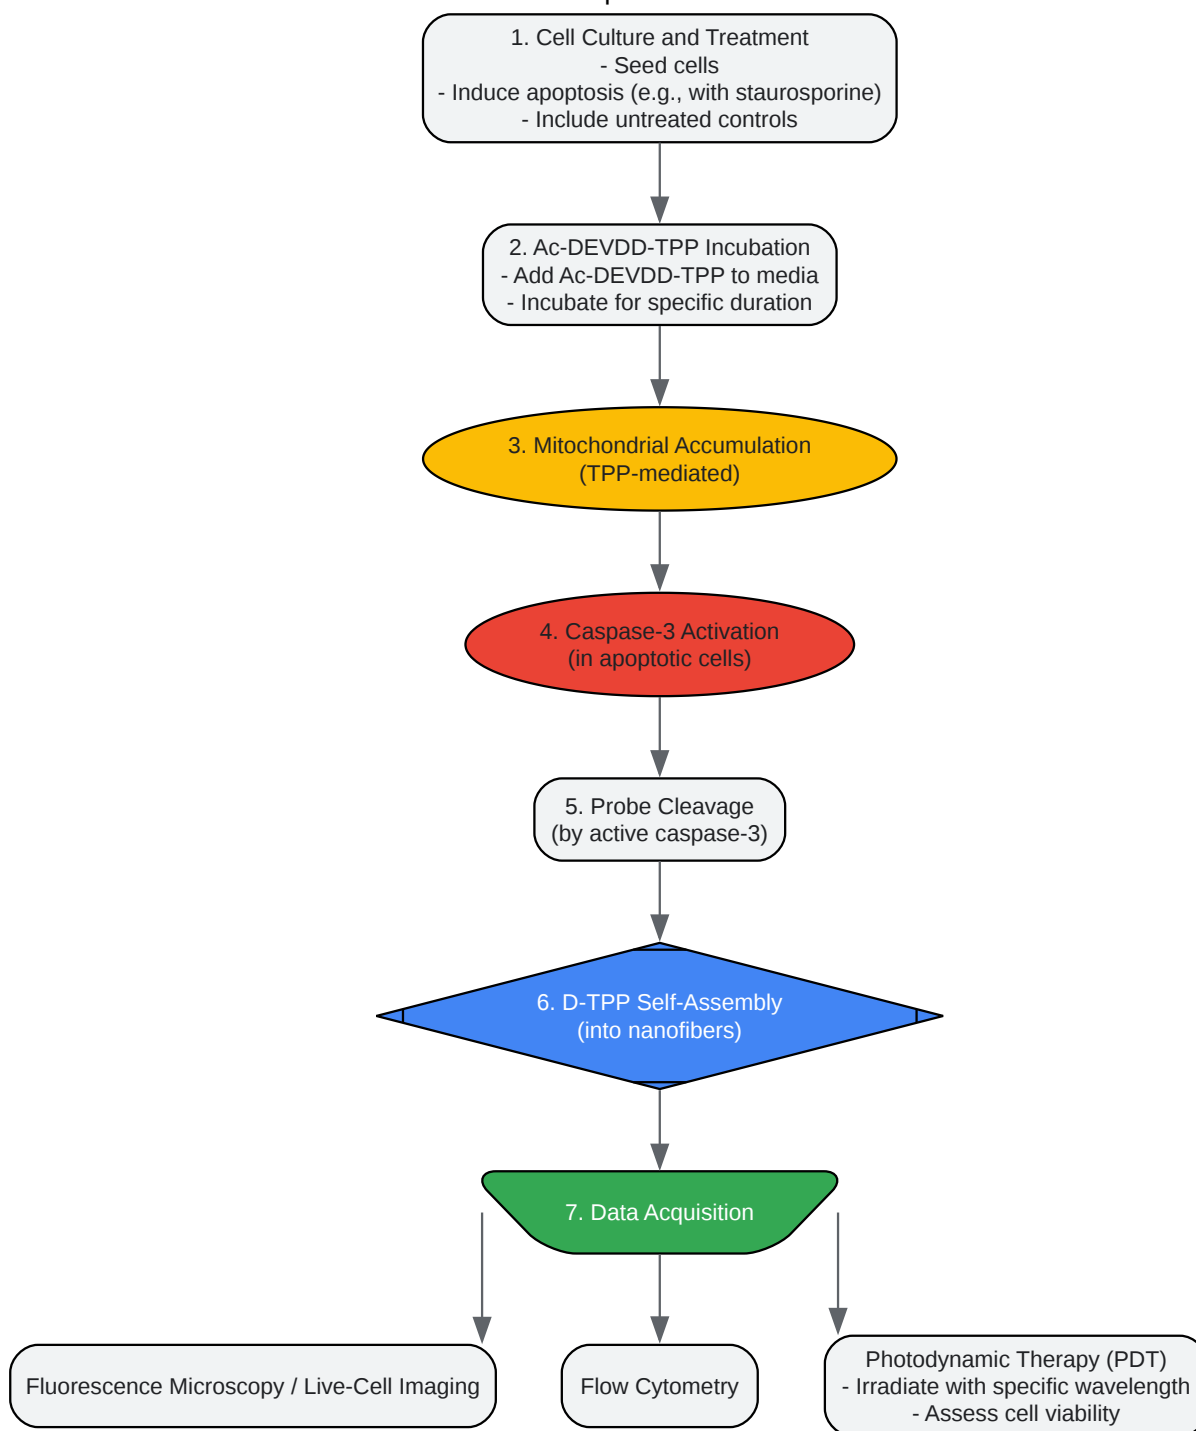 1. Cell Culture and Treatment
- Seed cells
- Induce apoptosis (e.g., with staurosporine)
- Include untreated controls
2. Ac-DEVDD-TPP Incubation
- Add Ac-DEVDD-TPP to media
- Incubate for specific duration
3. Mitochondrial Accumulation
(TPP-mediated)
4. Caspase-3 Activation
(in apoptotic cells)
5. Probe Cleavage
(by active caspase-3)
6. D-TPP Self-Assembly
(into nanofibers)
7. Data Acquisition
Fluorescence Microscopy / Live-Cell Imaging
Flow Cytometry
Photodynamic Therapy (PDT)
- Irradiate with specific wavelength
- Assess cell viability